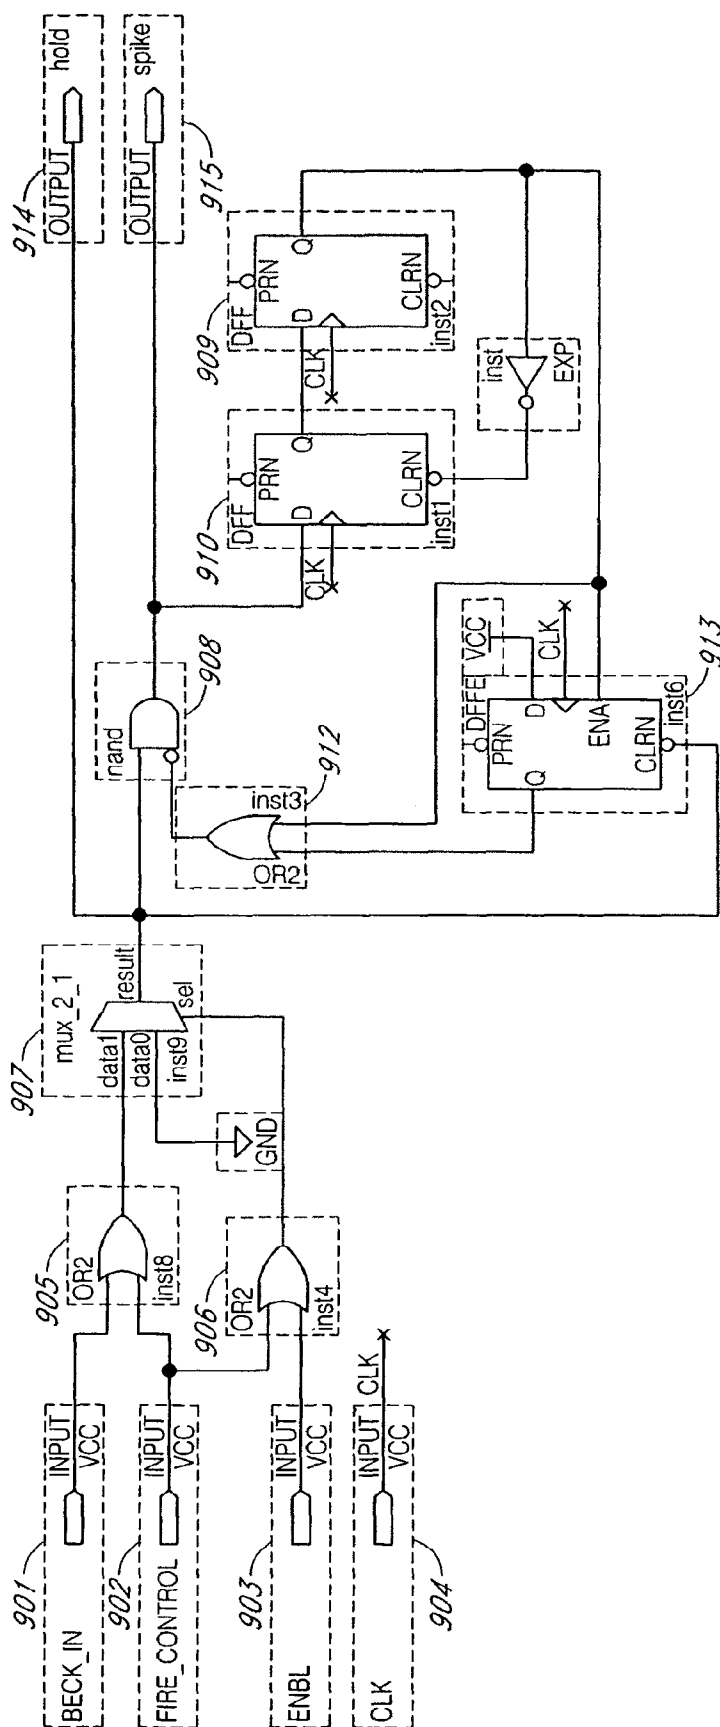 901
BECK_IN
INPUT
VCC
902
FIRE_CONTROL
INPUT
VCC
903
ENBL
INPUT
VCC
904
CLK
INPUT
VCC
CLK
905
OR2
inst8
906
OR2
inst4
GND
907
mux_2_1
data1
data0
result
sel
inst9
nand
908
inst3
OR2
912
914
OUTPUT
hold
OUTPUT
spike
915
910
DFF
PRN
D
Q
CLK
CLRN
inst1
909
DFF
PRN
D
Q
CLK
CLRN
inst2
inst
EXP
VCC
CLK
DFFE
PRN
D
Q
ENA
CLRN
inst6
913